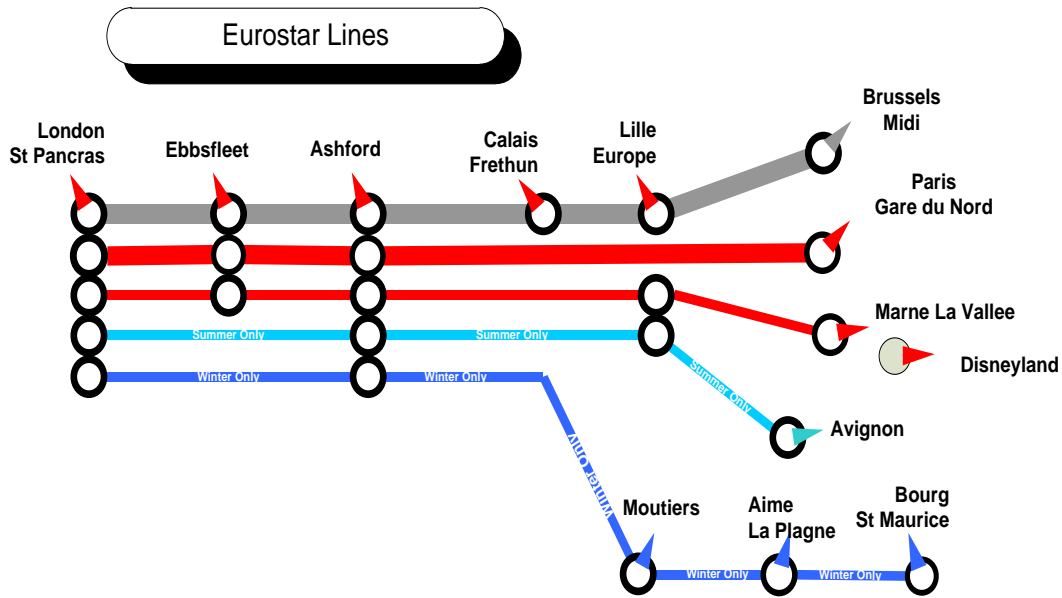 Eurostar Lines
London
St Pancras
Ebbsfleet
Ashford
Calais
Frethun
Lille
Europe
Brussels
Midi
Paris
Gare du Nord
Marne La Vallee
Disneyland
Summer Only
Summer Only
Summer Only
Avignon
Winter Only
Winter Only
Winter Only
Moutiers
Aime
La Plagne
Bourg
St Maurice
Winter Only
Winter Only